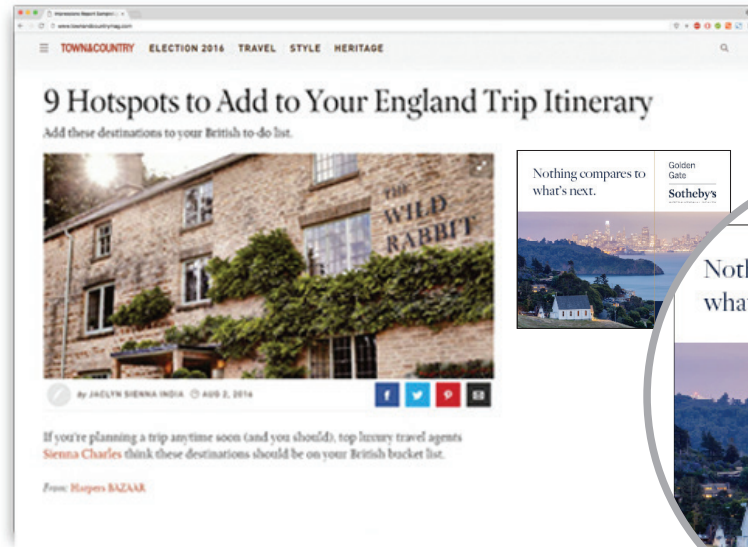 www.townandcountrymag.com
TOWN&COUNTRY ELECTION 2016 TRAVEL STYLE HERITAGE
9 Hotspots to Add to Your England Trip Itinerary
Add these destinations to your British to-do list.
THE
WILD
RABBIT
By JACLYN SIENNA INDIA AUG 2, 2016
If you're planning a trip anytime soon (and you should), top luxury travel agents
Sienna Charles think these destinations should be on your British bucket list.
From: Harpers BAZAAR
Nothing compares to
what's next.
Golden
Gate
Sotheby's
Noth
what